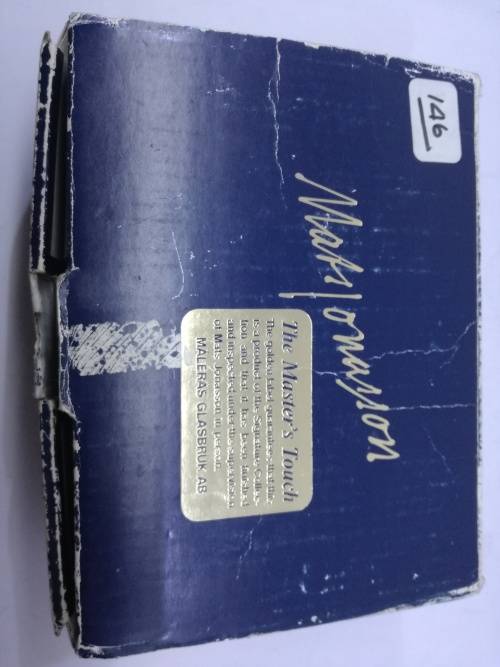 146
Mats Jonasson
The Master's Touch
The golden label guarantees that this
is a product of the Signature Collec-
tion and that it has been finished
and inspected under the supervision
of Mats Jonasson in person.
MÅLERÅS GLASBRUK AB